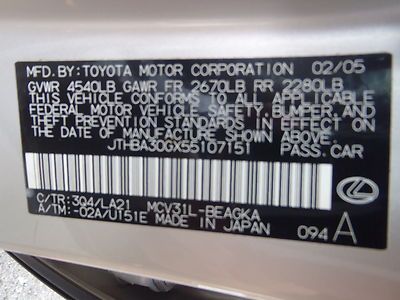 MFD. BY: TOYOTA MOTOR CORPORATION 02/05
GVWR 4540LB GAWR FR 2670LB RR 2280LB
THIS VEHICLE CONFORMS TO ALL APPLICABLE
FEDERAL MOTOR VEHICLE SAFETY, BUMPER, AND
THEFT PREVENTION STANDARDS IN EFFECT ON
THE DATE OF MANUFACTURE SHOWN ABOVE.
JTHBA30GX55107151 PASS.CAR
C/TR: 3Q4/LA21 MCV31L-BEAGKA
A/TM: -02A/U151E MADE IN JAPAN 094 A